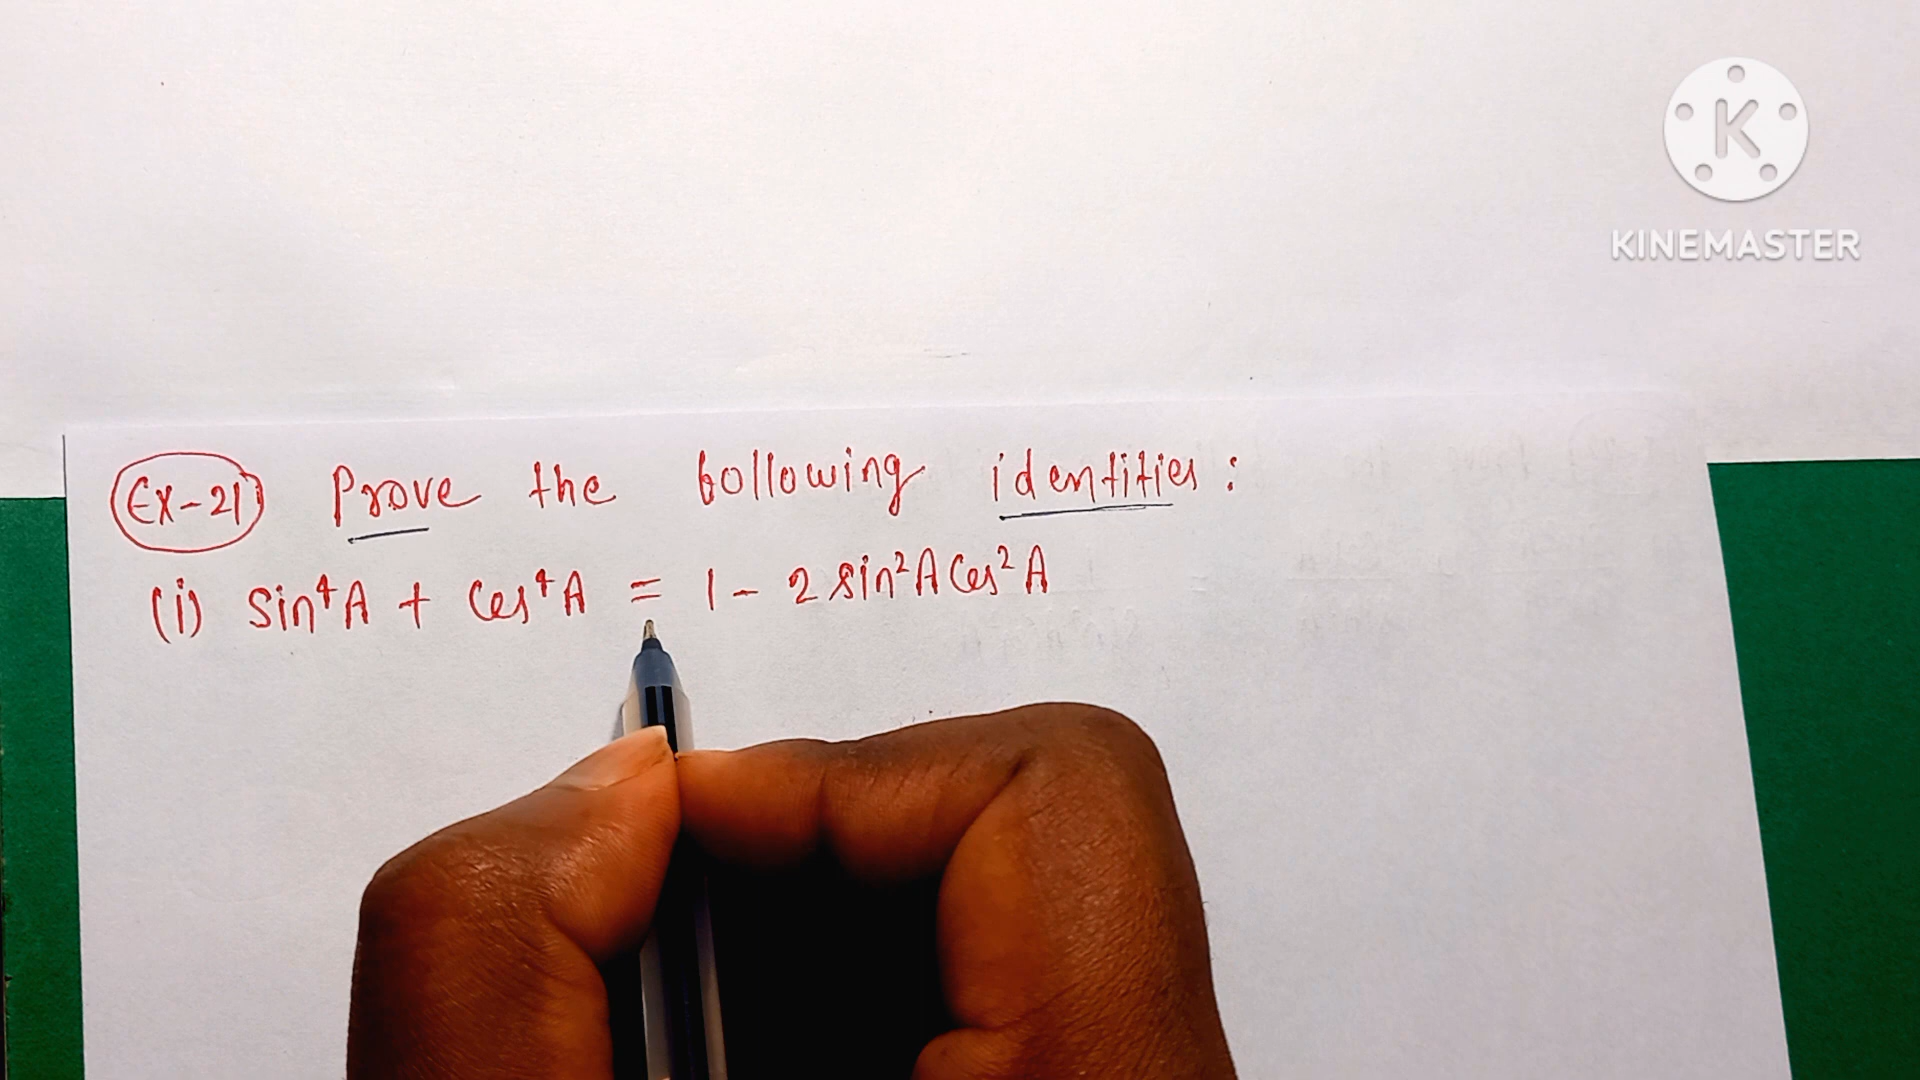 K
KINEMASTER
Ex-21 Prove the following identities :
(i) sin⁴A + cos⁴A = 1 - 2 sin²A cos²A